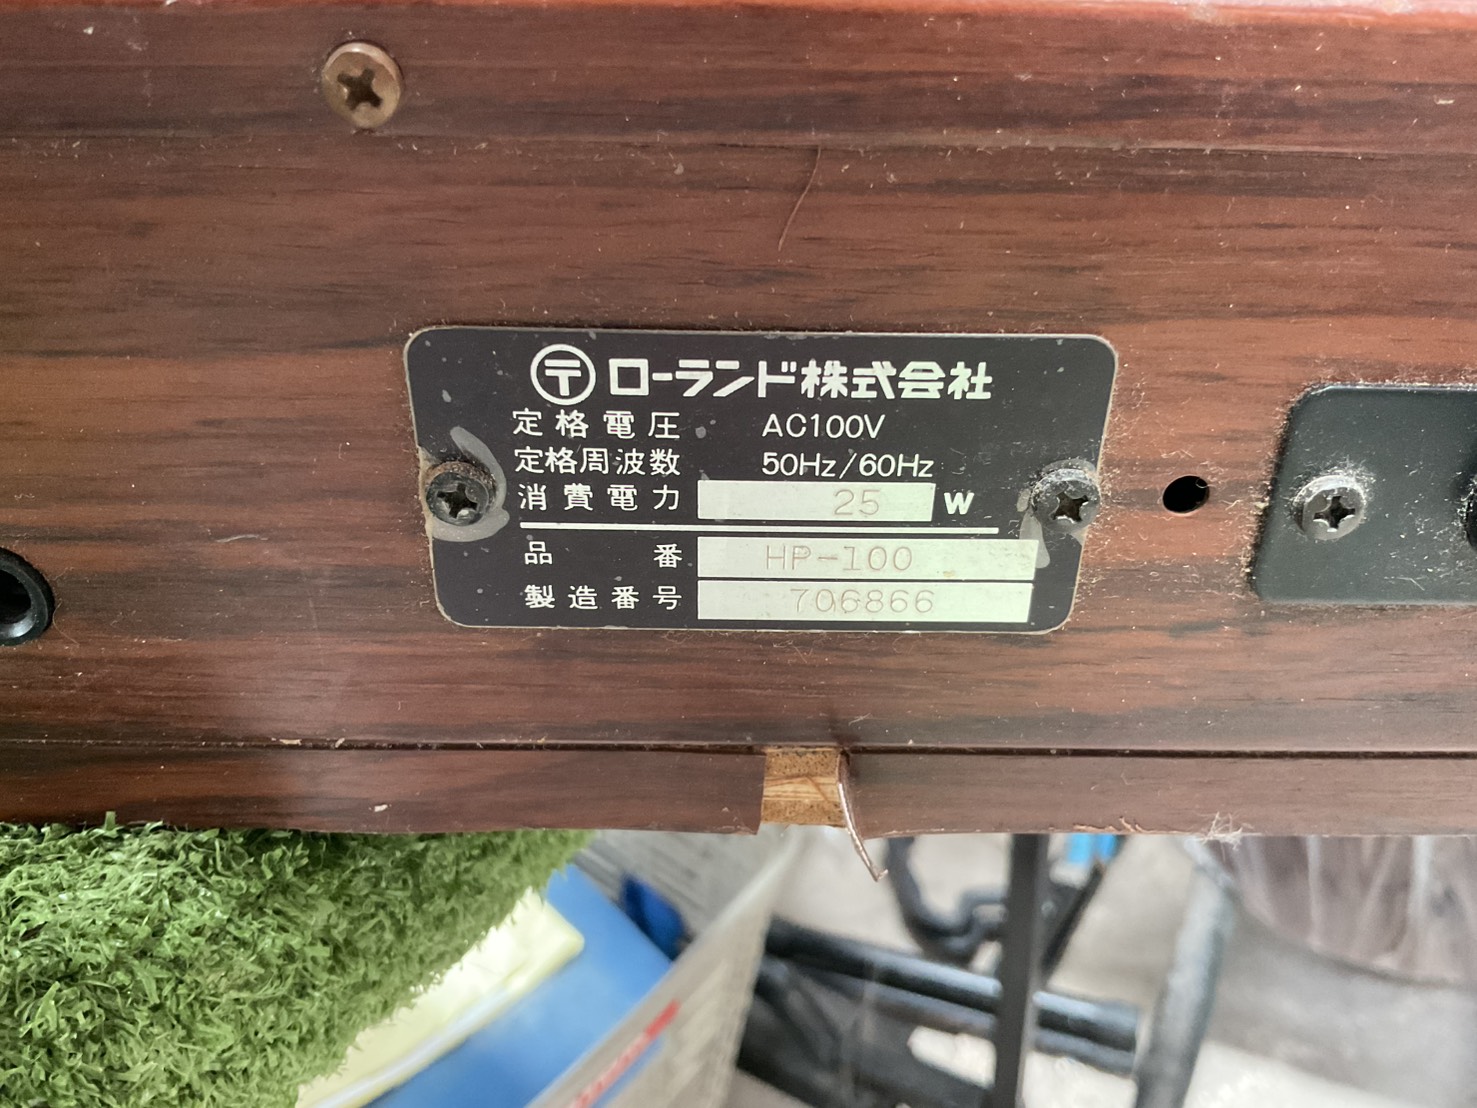 〒 ローランド株式会社
定格電圧 AC100V
定格周波数 50Hz/60Hz
消費電力 25 W
品番 HP-100
製造番号 706866